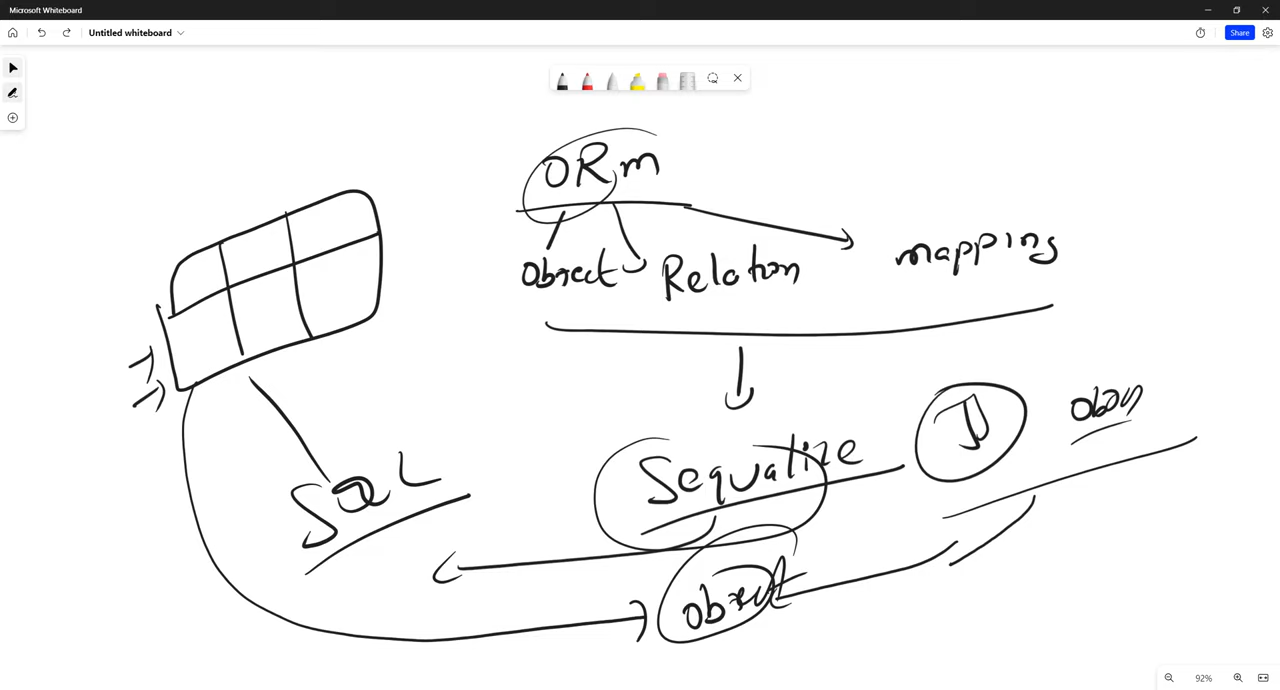 Microsoft Whiteboard
Untitled whiteboard
Share
ORm
Object Relation mapping
Sequalize
SQL
object
92%